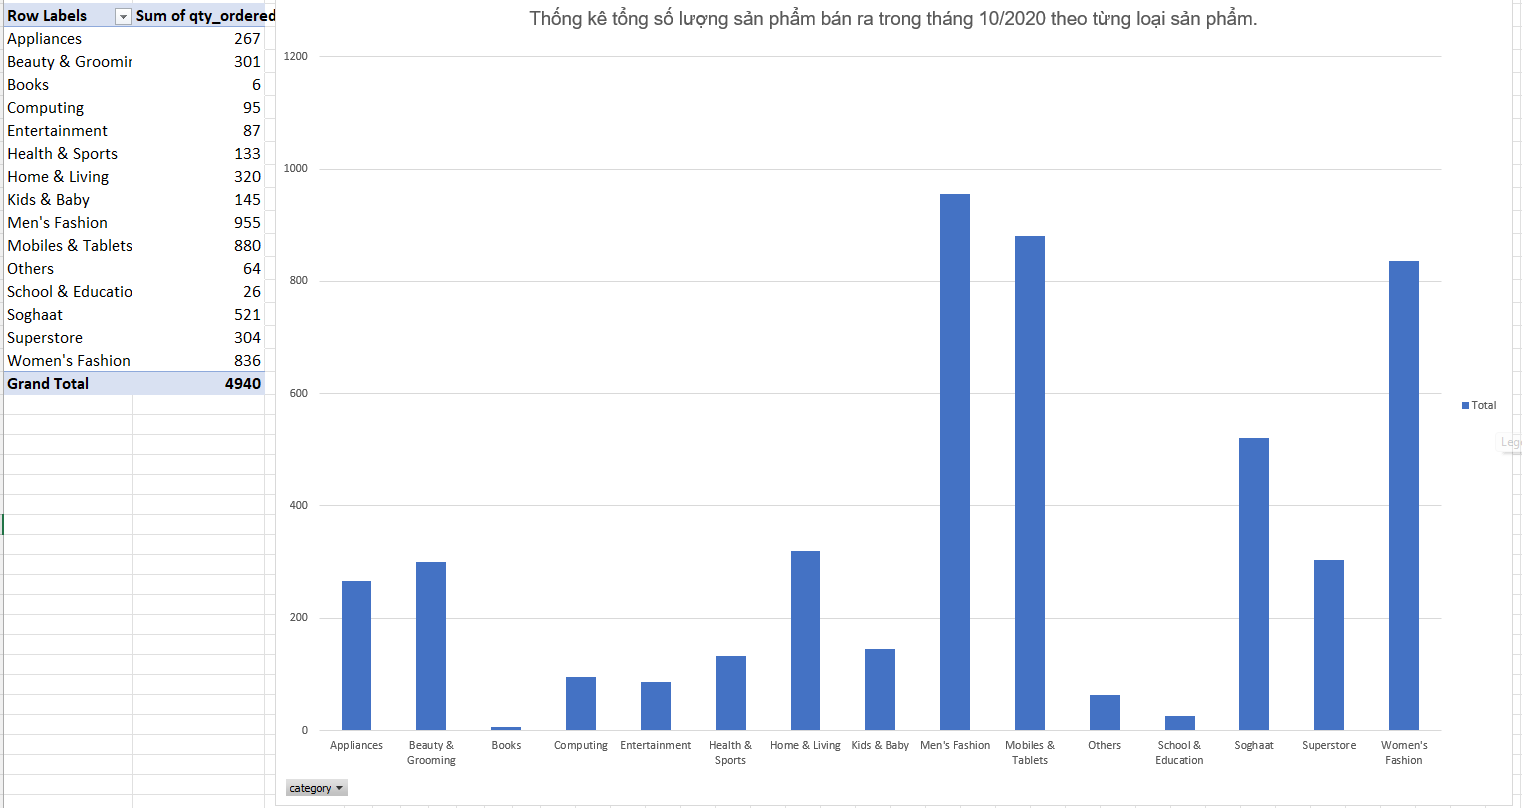 Row Labels Sum of qty_ordered
Appliances 267
Beauty & Groomin 301
Books 6
Computing 95
Entertainment 87
Health & Sports 133
Home & Living 320
Kids & Baby 145
Men's Fashion 955
Mobiles & Tablets 880
Others 64
School & Educatio 26
Soghaat 521
Superstore 304
Women's Fashion 836
Grand Total 4940
Thống kê tổng số lượng sản phẩm bán ra trong tháng 10/2020 theo từng loại sản phẩm.
1200
1000
800
600
400
200
0
Appliances
Beauty & Grooming
Books
Computing
Entertainment
Health & Sports
Home & Living
Kids & Baby
Men's Fashion
Mobiles & Tablets
Others
School & Education
Soghaat
Superstore
Women's Fashion
Total
category